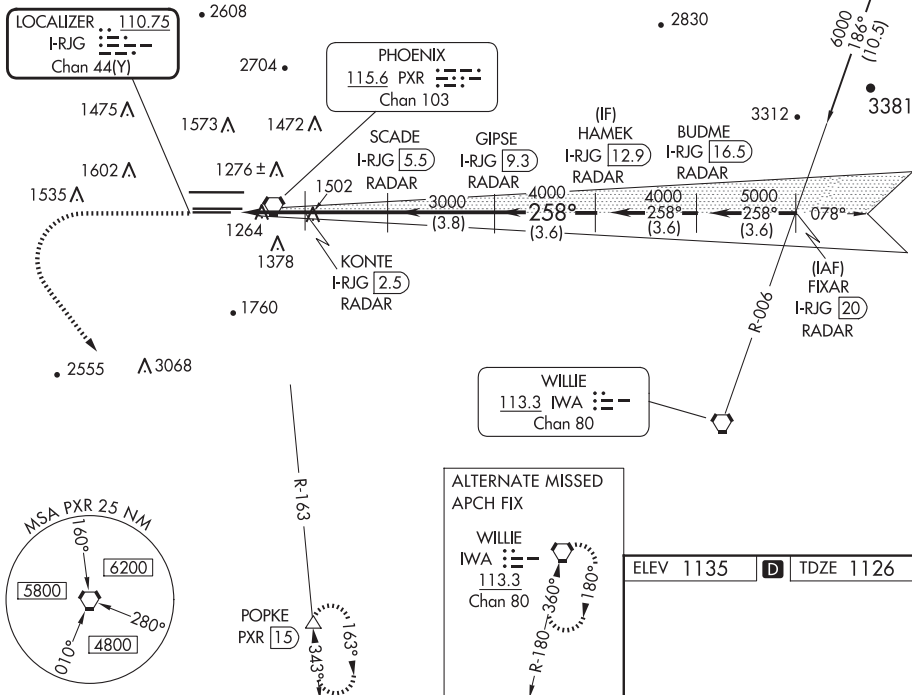 LOCALIZER 110.75
I-RJG
Chan 44(Y)
2608
2830
6000
186°
(10.5)
2704
PHOENIX
115.6 PXR
Chan 103
3381
1475
1573
1472
3312
SCADE
I-RJG 5.5
RADAR
GIPSE
I-RJG 9.3
RADAR
(IF)
HAMEK
I-RJG 12.9
RADAR
BUDME
I-RJG 16.5
RADAR
1602
1276 ±
1535
1502
3000
(3.8)
4000
258°
(3.6)
4000
258°
(3.6)
5000
258°
(3.6)
078°
1264
1378
KONTE
I-RJG 2.5
RADAR
(IAF)
FIXAR
I-RJG 20
RADAR
1760
R-006
2555
3068
WILLIE
113.3 IWA
Chan 80
R-163
MSA PXR 25 NM
160°
6200
5800
280°
4800
010°
POPKE
PXR 15
163°
343°
ALTERNATE MISSED
APCH FIX
WILLIE
IWA
113.3
Chan 80
360°
180°
R-180
ELEV 1135 D TDZE 1126